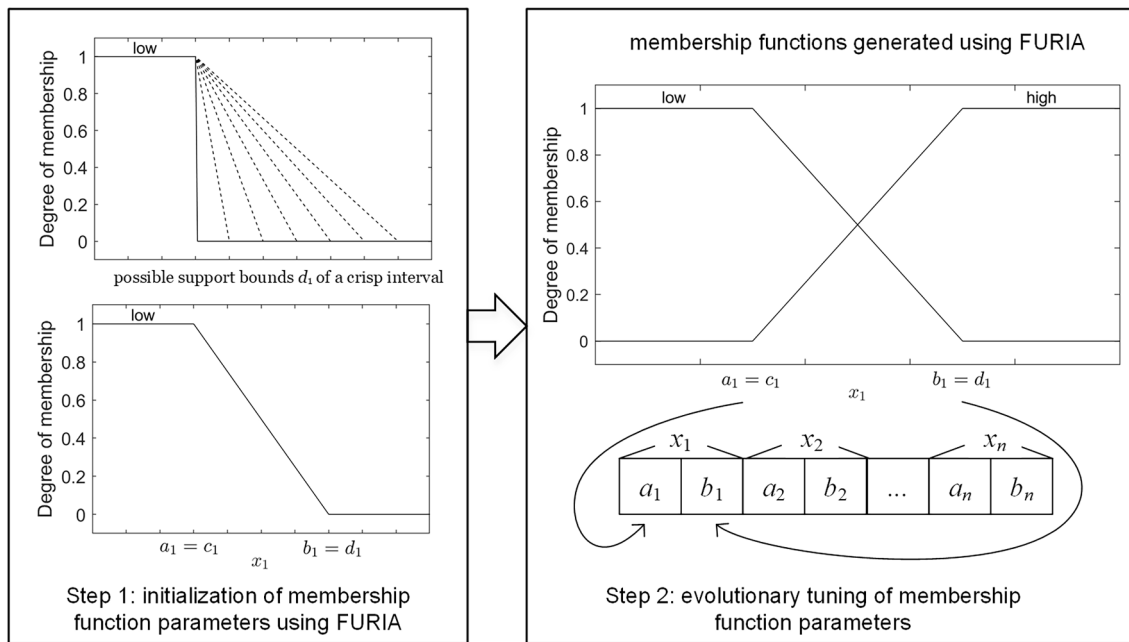 low
1
0.8
0.6
0.4
0.2
0
Degree of membership
possible support bounds d₁ of a crisp interval
low
1
0.8
0.6
0.4
0.2
0
Degree of membership
a₁ = c₁
b₁ = d₁
x₁
Step 1: initialization of membership
function parameters using FURIA
membership functions generated using FURIA
low
high
1
0.8
0.6
0.4
0.2
0
Degree of membership
a₁ = c₁
b₁ = d₁
x₁
x₁ x₂ xₙ
a₁ b₁ a₂ b₂ ... aₙ bₙ
Step 2: evolutionary tuning of membership
function parameters